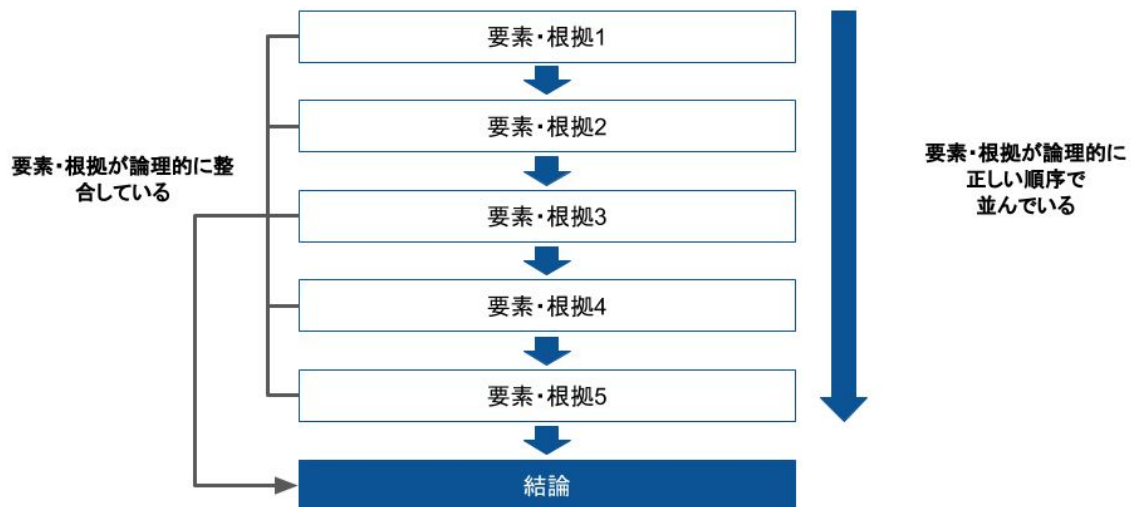 要素・根拠1
要素・根拠2
要素・根拠が論理的に整
合している
要素・根拠が論理的に
正しい順序で
並んでいる
要素・根拠3
要素・根拠4
要素・根拠5
結論